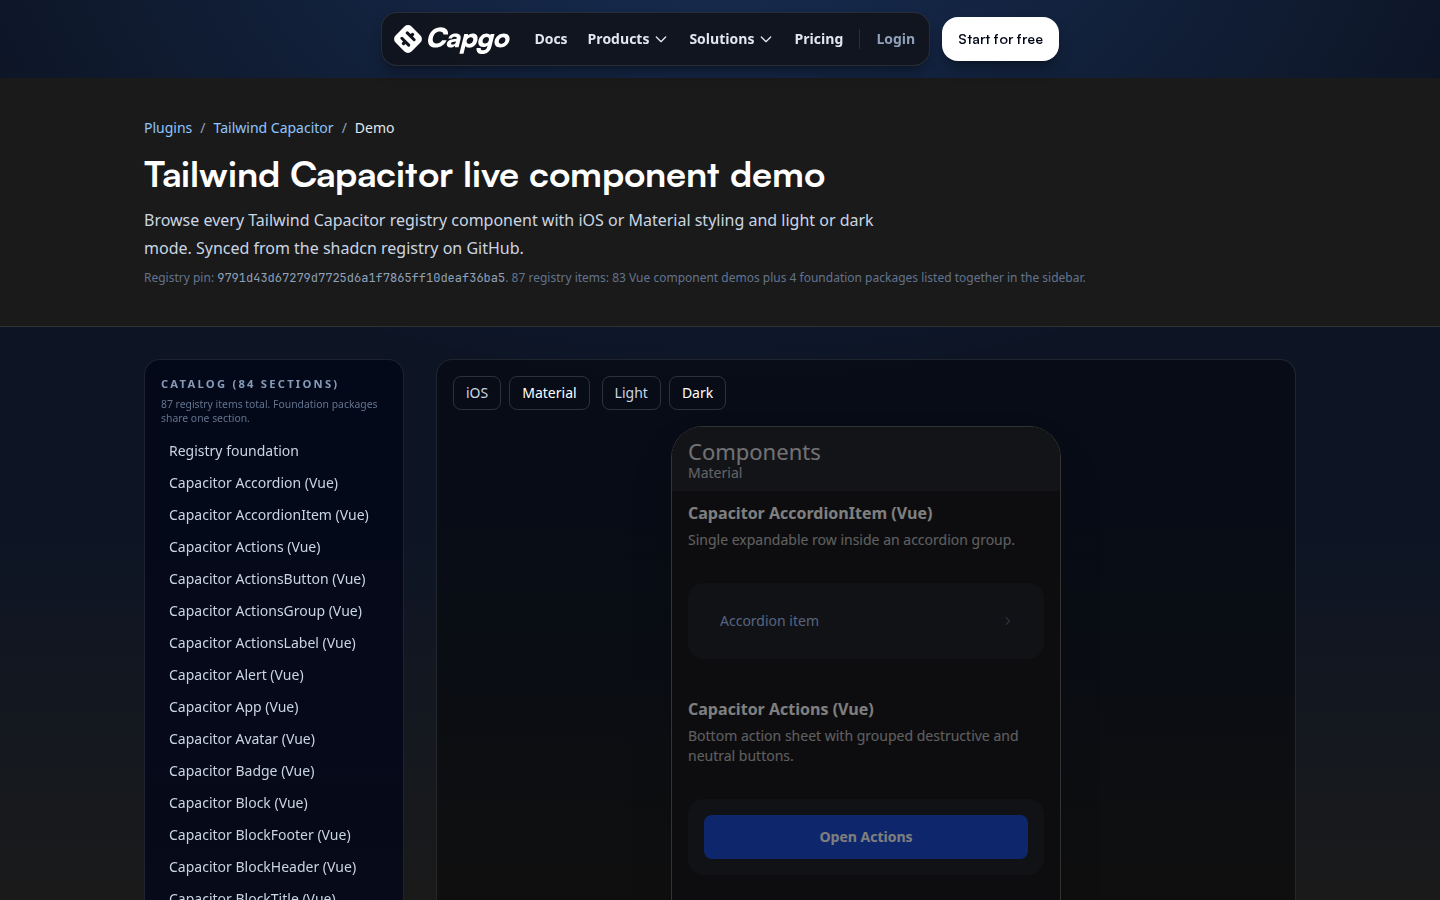 Capgo
Docs
Products
Solutions
Pricing
Login
Start for free
Plugins / Tailwind Capacitor / Demo
Tailwind Capacitor live component demo
Browse every Tailwind Capacitor registry component with iOS or Material styling and light or dark
mode. Synced from the shadcn registry on GitHub.
Registry pin: 9791d43d67279d7725d6a1f7865ff10deaf36ba5. 87 registry items: 83 Vue component demos plus 4 foundation packages listed together in the sidebar.
CATALOG (84 SECTIONS)
87 registry items total. Foundation packages
share one section.
Registry foundation
Capacitor Accordion (Vue)
Capacitor AccordionItem (Vue)
Capacitor Actions (Vue)
Capacitor ActionsButton (Vue)
Capacitor ActionsGroup (Vue)
Capacitor ActionsLabel (Vue)
Capacitor Alert (Vue)
Capacitor App (Vue)
Capacitor Avatar (Vue)
Capacitor Badge (Vue)
Capacitor Block (Vue)
Capacitor BlockFooter (Vue)
Capacitor BlockHeader (Vue)
Capacitor BlockTitle (Vue)
iOS
Material
Light
Dark
Components
Material
Capacitor AccordionItem (Vue)
Single expandable row inside an accordion group.
Accordion item
Capacitor Actions (Vue)
Bottom action sheet with grouped destructive and
neutral buttons.
Open Actions